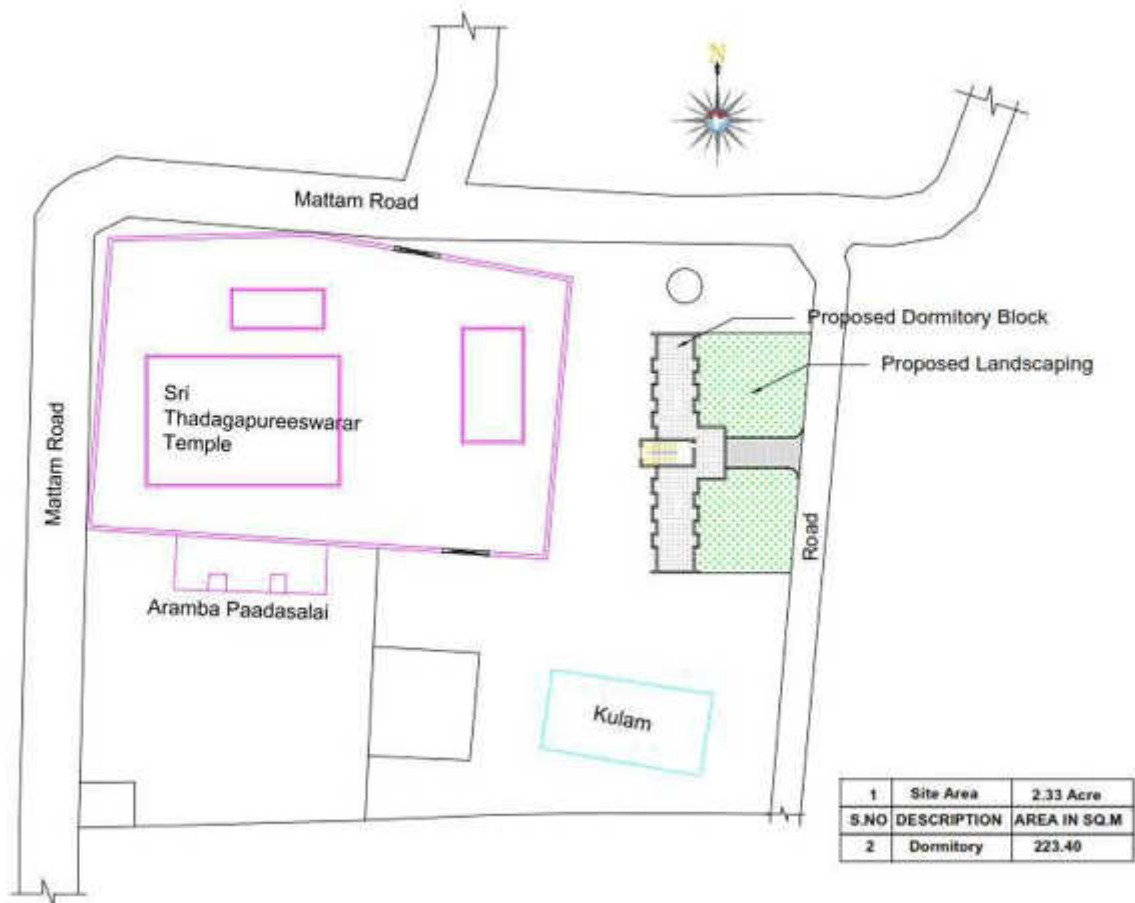 N
Mattam Road
Proposed Dormitory Block
Proposed Landscaping
Sri
Thadagapureeswarar
Temple
Mattam Road
Road
Aramba Paadasalai
Kulam
1 Site Area 2.33 Acre
S.NO DESCRIPTION AREA IN SQ.M
2 Dormitory 223.40